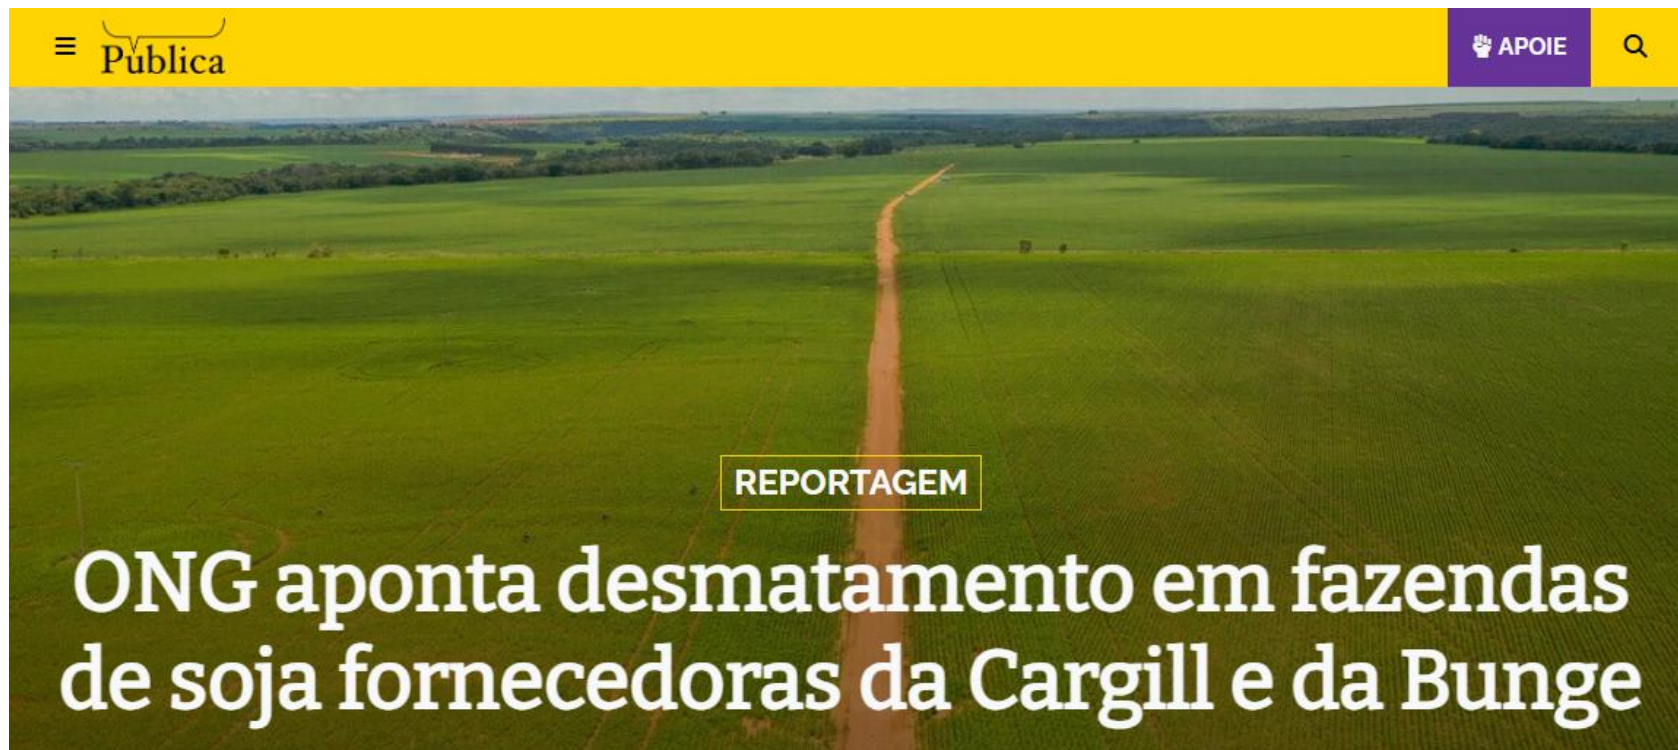 Pública
APOIE
REPORTAGEM
ONG aponta desmatamento em fazendas
de soja fornecedoras da Cargill e da Bunge